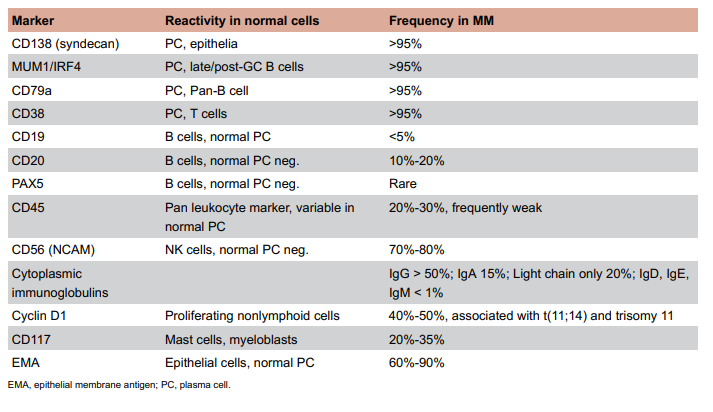 Marker Reactivity in normal cells Frequency in MM
CD138 (syndecan) PC, epithelia >95%
MUM1/IRF4 PC, late/post-GC B cells >95%
CD79a PC, Pan-B cell >95%
CD38 PC, T cells >95%
CD19 B cells, normal PC <5%
CD20 B cells, normal PC neg. 10%-20%
PAX5 B cells, normal PC neg. Rare
CD45 Pan leukocyte marker, variable in 20%-30%, frequently weak
normal PC
CD56 (NCAM) NK cells, normal PC neg. 70%-80%
Cytoplasmic IgG > 50%; IgA 15%; Light chain only 20%; IgD, IgE,
immunoglobulins IgM < 1%
Cyclin D1 Proliferating nonlymphoid cells 40%-50%, associated with t(11;14) and trisomy 11
CD117 Mast cells, myeloblasts 20%-35%
EMA Epithelial cells, normal PC 60%-90%
EMA, epithelial membrane antigen; PC, plasma cell.